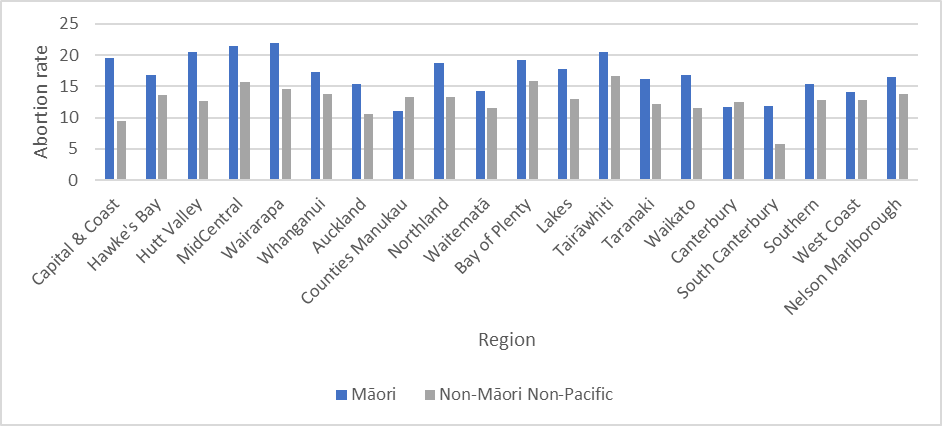 25
20
15
10
5
0
Abortion rate
Capital & Coast
Hawke's Bay
Hutt Valley
MidCentral
Wairarapa
Whanganui
Auckland
Counties Manukau
Northland
Waitematā
Bay of Plenty
Lakes
Tairāwhiti
Taranaki
Waikato
Canterbury
South Canterbury
Southern
West Coast
Nelson Marlborough
Region
Māori
Non-Māori Non-Pacific